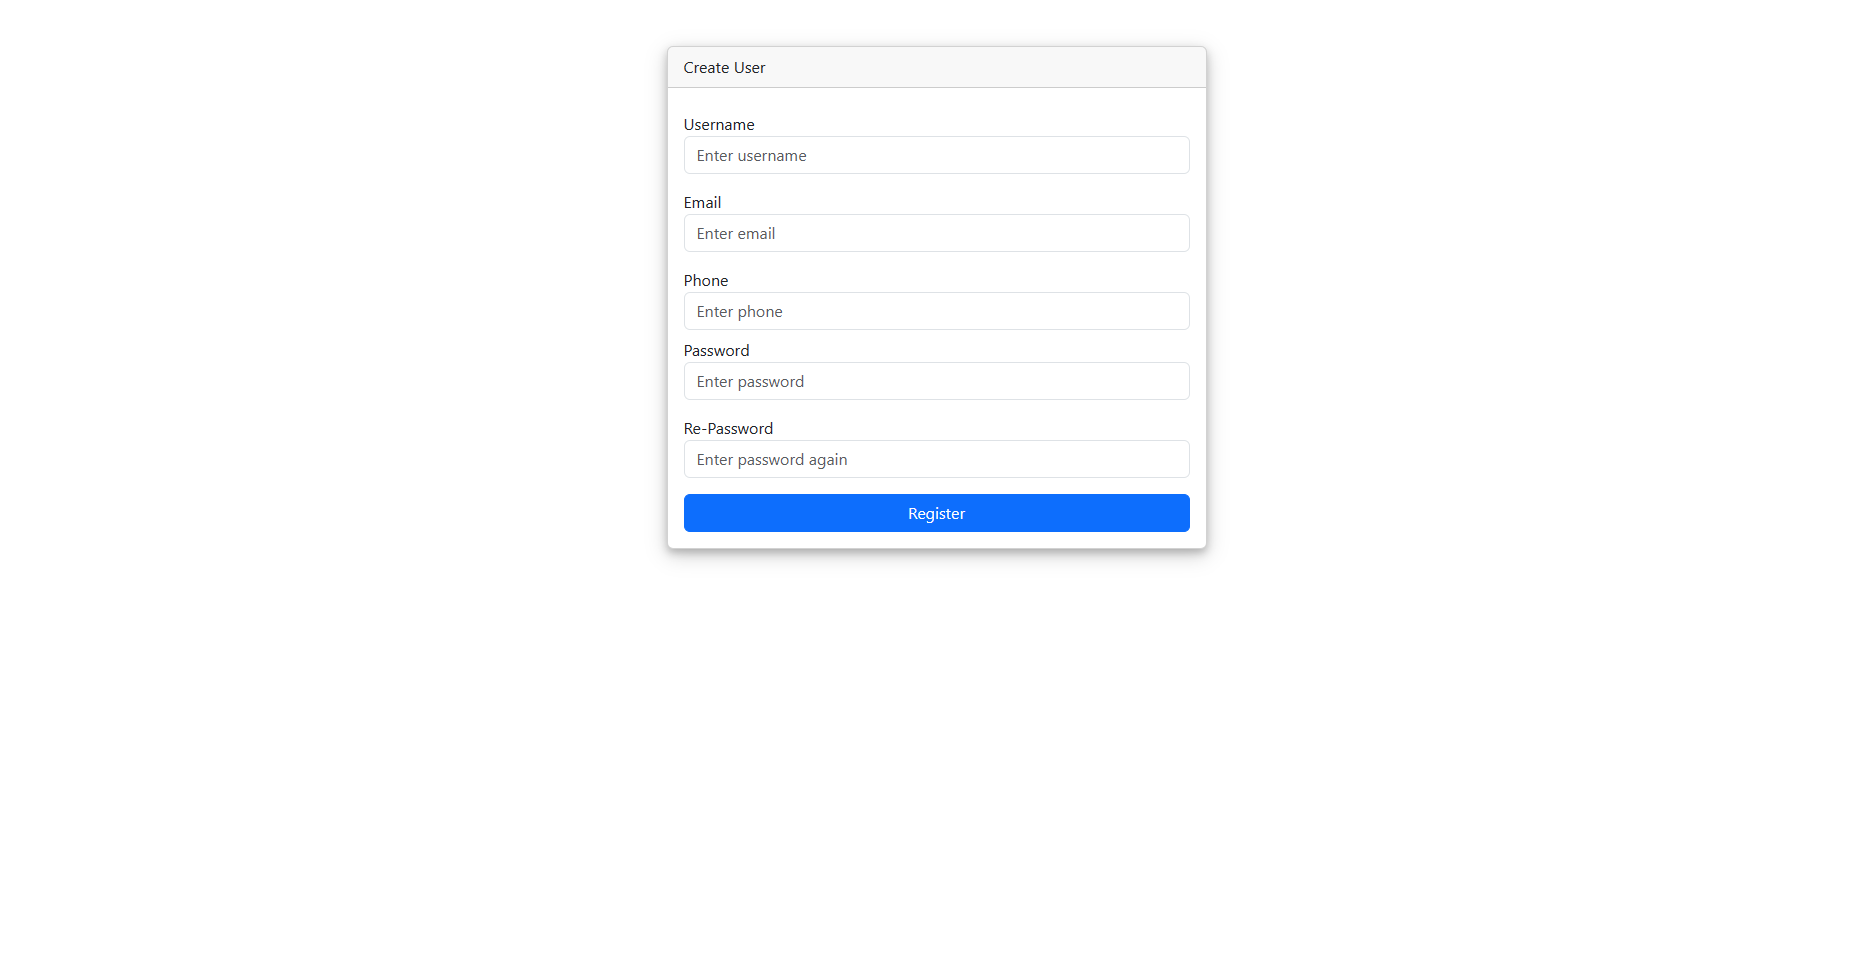 Create User
Username
Enter username
Email
Enter email
Phone
Enter phone
Password
Enter password
Re-Password
Enter password again
Register